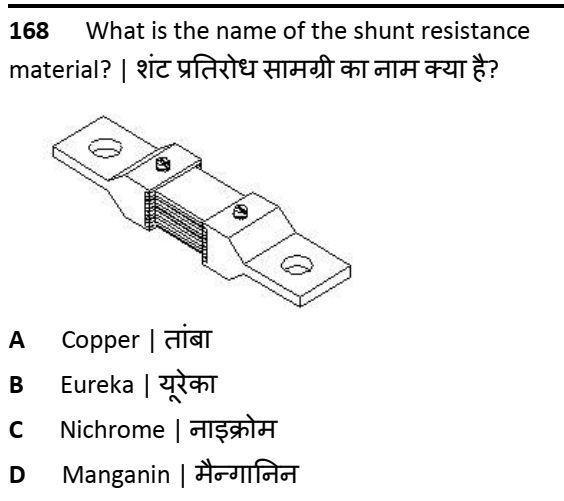 168 What is the name of the shunt resistance
material? | शंट प्रतिरोध सामग्री का नाम क्या है?
A Copper | तांबा
B Eureka | यूरेका
C Nichrome | नाइक्रोम
D Manganin | मैन्गानिन